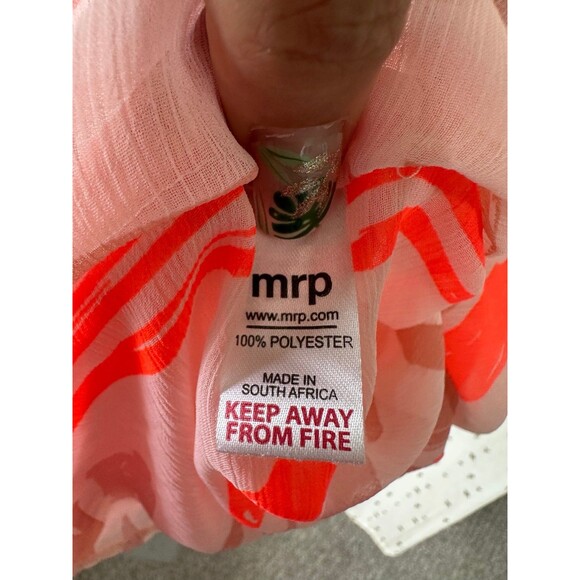 mrp
www.mrp.com
100% POLYESTER
MADE IN
SOUTH AFRICA
KEEP AWAY
FROM FIRE